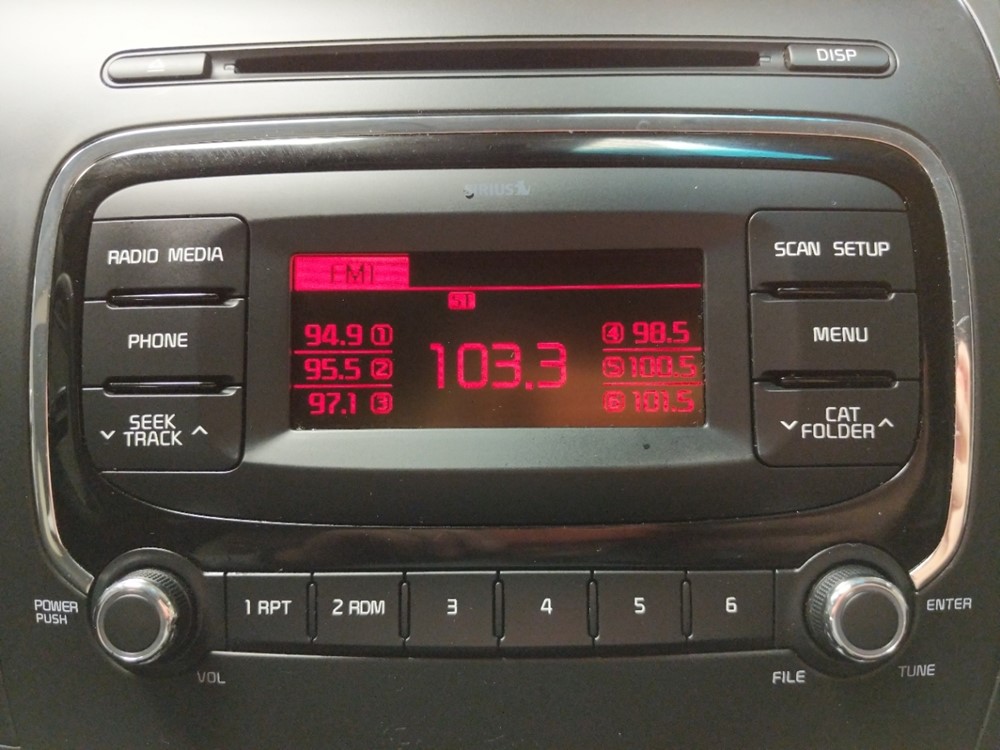 DISP
SIRIUS
RADIO MEDIA
SCAN SETUP
FM1
ST
94.9 1
4 98.5
PHONE
95.5 2
103.3
5 100.5
MENU
97.1 3
6 101.5
SEEK
TRACK
CAT
FOLDER
POWER
PUSH
1 RPT
2 RDM
3
4
5
6
ENTER
VOL
FILE
TUNE